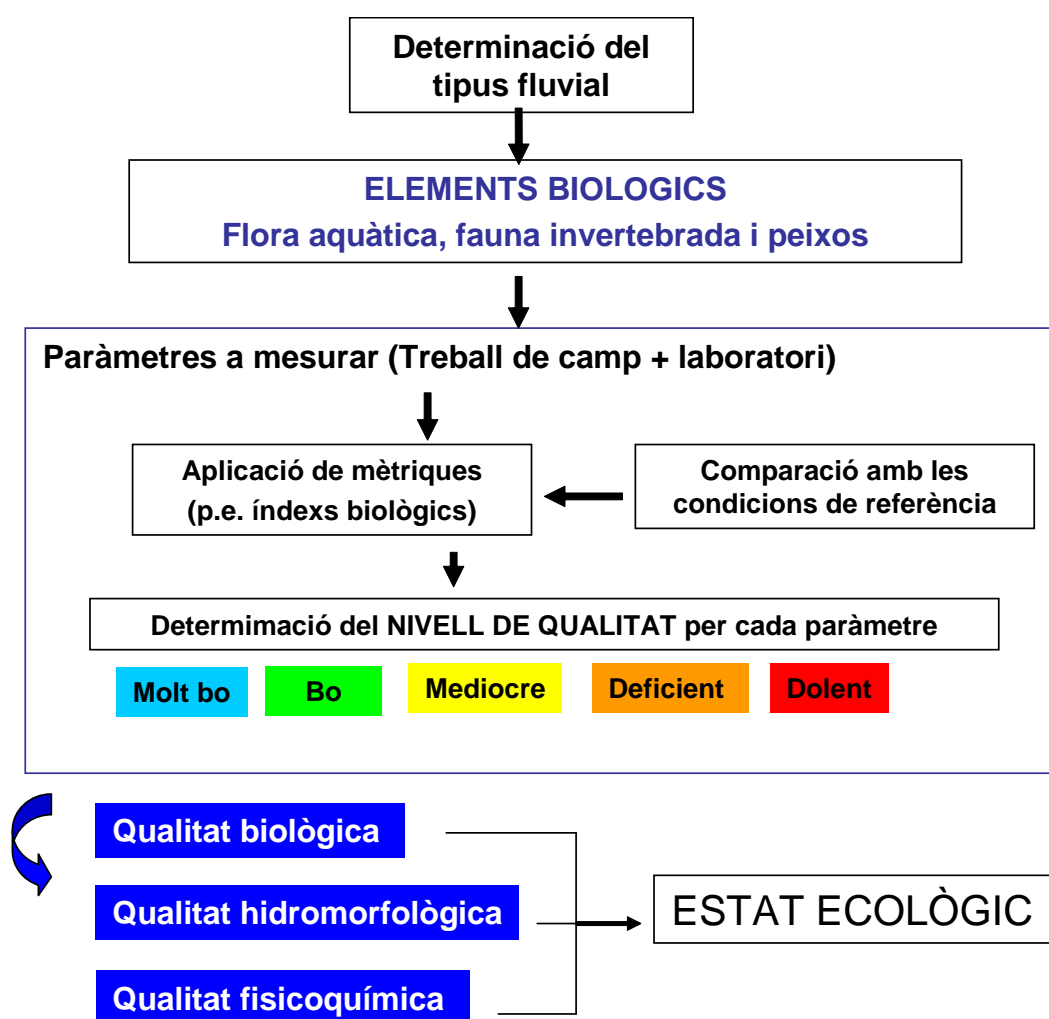 Determinació del
tipus fluvial
ELEMENTS BIOLOGICS
Flora aquàtica, fauna invertebrada i peixos
Paràmetres a mesurar (Treball de camp + laboratori)
Aplicació de mètriques
(p.e. índexs biològics)
Comparació amb les
condicions de referència
Determimació del NIVELL DE QUALITAT per cada paràmetre
Molt bo
Bo
Mediocre
Deficient
Dolent
Qualitat biològica
Qualitat hidromorfològica
Qualitat fisicoquímica
ESTAT ECOLÒGIC